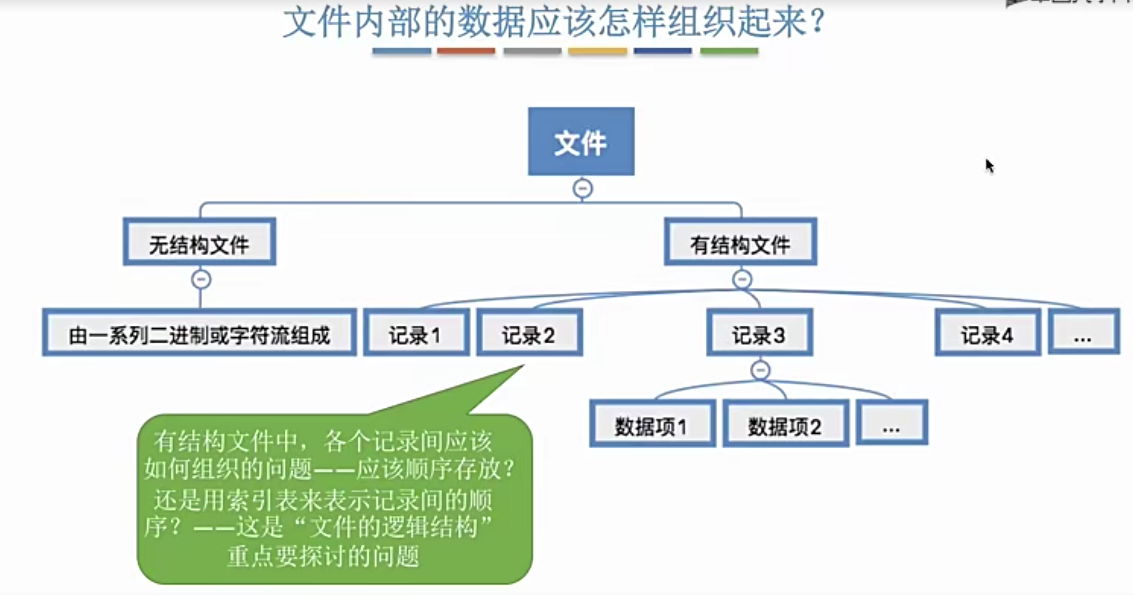 文件内部的数据应该怎样组织起来？
文件
无结构文件
有结构文件
由一系列二进制或字符流组成
记录1
记录2
记录3
记录4
...
数据项1
数据项2
...
有结构文件中，各个记录间应该
如何组织的问题——应该顺序存放？
还是用索引表来表示记录间的顺
序？——这是“文件的逻辑结构”
重点要探讨的问题